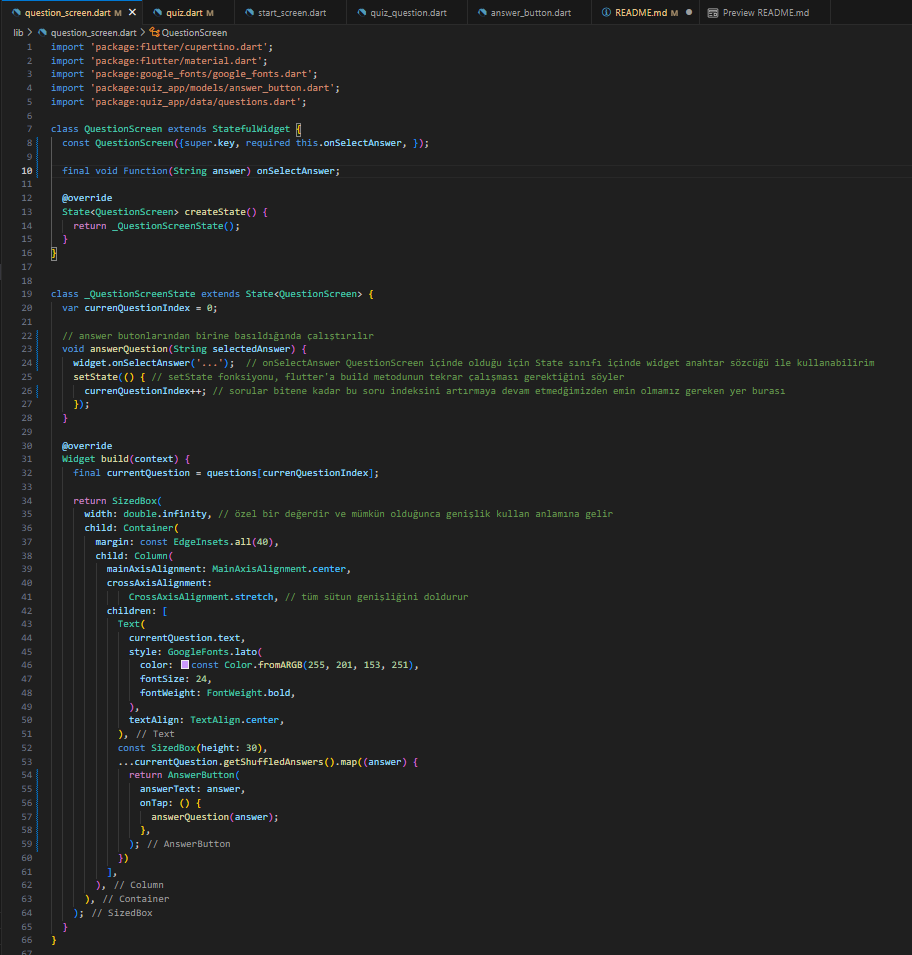 question_screen.dart M
quiz.dart M
start_screen.dart
quiz_question.dart
answer_button.dart
README.md M
Preview README.md
lib > question_screen.dart > QuestionScreen
1 import 'package:flutter/cupertino.dart';
2 import 'package:flutter/material.dart';
3 import 'package:google_fonts/google_fonts.dart';
4 import 'package:quiz_app/models/answer_button.dart';
5 import 'package:quiz_app/data/questions.dart';
6
7 class QuestionScreen extends StatefulWidget {
8 const QuestionScreen({super.key, required this.onSelectAnswer, });
9
10 final void Function(String answer) onSelectAnswer;
11
12 @override
13 State<QuestionScreen> createState() {
14 return _QuestionScreenState();
15 }
16 }
17
18
19 class _QuestionScreenState extends State<QuestionScreen> {
20 var currenQuestionIndex = 0;
21
22 // answer butonlarından birine basıldığında çalıştırılır
23 void answerQuestion(String selectedAnswer) {
24 widget.onSelectAnswer('...'); // onSelectAnswer QuestionScreen içinde olduğu için State sınıfı içinde widget anahtar sözcüğü ile kullanabilirim
25 setState(() { // setState fonksiyonu, flutter'a build metodunun tekrar çalışması gerektiğini söyler
26 currenQuestionIndex++; // sorular bitene kadar bu soru indeksini artırmaya devam etmedğimizden emin olmamız gereken yer burası
27 });
28 }
29
30 @override
31 Widget build(context) {
32 final currentQuestion = questions[currenQuestionIndex];
33
34 return SizedBox(
35 width: double.infinity, // özel bir değerdir ve mümkün olduğunca genişlik kullan anlamına gelir
36 child: Container(
37 margin: const EdgeInsets.all(40),
38 child: Column(
39 mainAxisAlignment: MainAxisAlignment.center,
40 crossAxisAlignment:
41 CrossAxisAlignment.stretch, // tüm sütun genişliğini doldurur
42 children: [
43 Text(
44 currentQuestion.text,
45 style: GoogleFonts.lato(
46 color: const Color.fromARGB(255, 201, 153, 251),
47 fontSize: 24,
48 fontWeight: FontWeight.bold,
49 ),
50 textAlign: TextAlign.center,
51 ), // Text
52 const SizedBox(height: 30),
53 ...currentQuestion.getShuffledAnswers().map((answer) {
54 return AnswerButton(
55 answerText: answer,
56 onTap: () {
57 answerQuestion(answer);
58 },
59 ); // AnswerButton
60 })
61 ],
62 ), // Column
63 ), // Container
64 ); // SizedBox
65 }
66 }
67